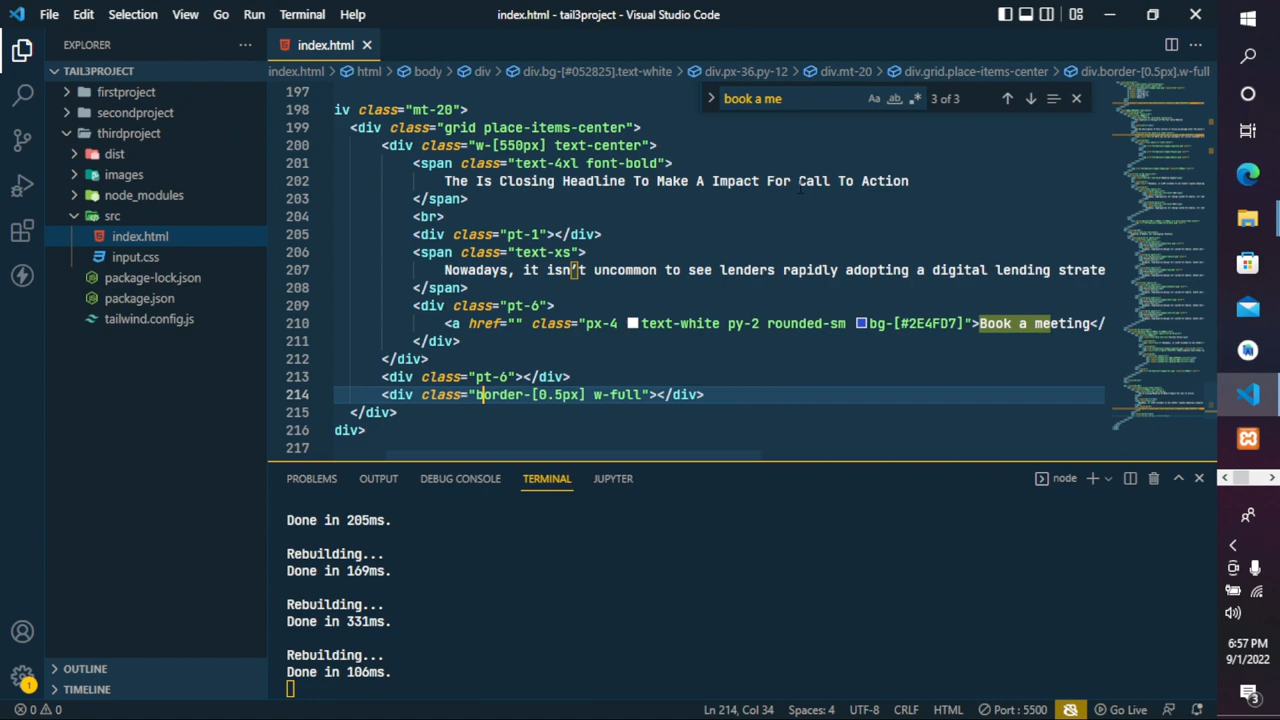 File Edit Selection View Go Run Terminal Help
index.html - tail3project - Visual Studio Code
EXPLORER
TAIL3PROJECT
firstproject
secondproject
thirdproject
dist
images
node_modules
src
index.html
input.css
package-lock.json
package.json
tailwind.config.js
OUTLINE
TIMELINE
index.html
index.html html body div div.bg-[#052825].text-white div.px-36.py-12 div.mt-20 div.grid.place-items-center div.border-[0.5px].w-full
book a me
3 of 3
197
198 iv class="mt-20">
199 <div class="grid place-items-center">
200 <div class="w-[550px] text-center">
201 <span class="text-4xl font-bold">
202 is Closing Headline To Make A Impact For Call To Action
203 </span>
204 <br>
205 <div class="pt-1"></div>
206 <span class="text-xs">
207 Nowdays, it isn’t uncommon to see lenders rapidly adopting a digital lending strate
208 </span>
209 <div class="pt-6">
210 <a href="" class="px-4 text-white py-2 rounded-sm bg-[#2E4FD7]">Book a meeting</
211 </div>
212 </div>
213 <div class="pt-6"></div>
214 <div class="border-[0.5px] w-full"></div>
215 </div>
216 div>
217
PROBLEMS OUTPUT DEBUG CONSOLE TERMINAL JUPYTER
node
Done in 205ms.
Rebuilding...
Done in 169ms.
Rebuilding...
Done in 331ms.
Rebuilding...
Done in 106ms.
1
0 0
Ln 214, Col 34 Spaces: 4 UTF-8 CRLF HTML Port : 5500 Go Live
6:57 PM
9/1/2022
3